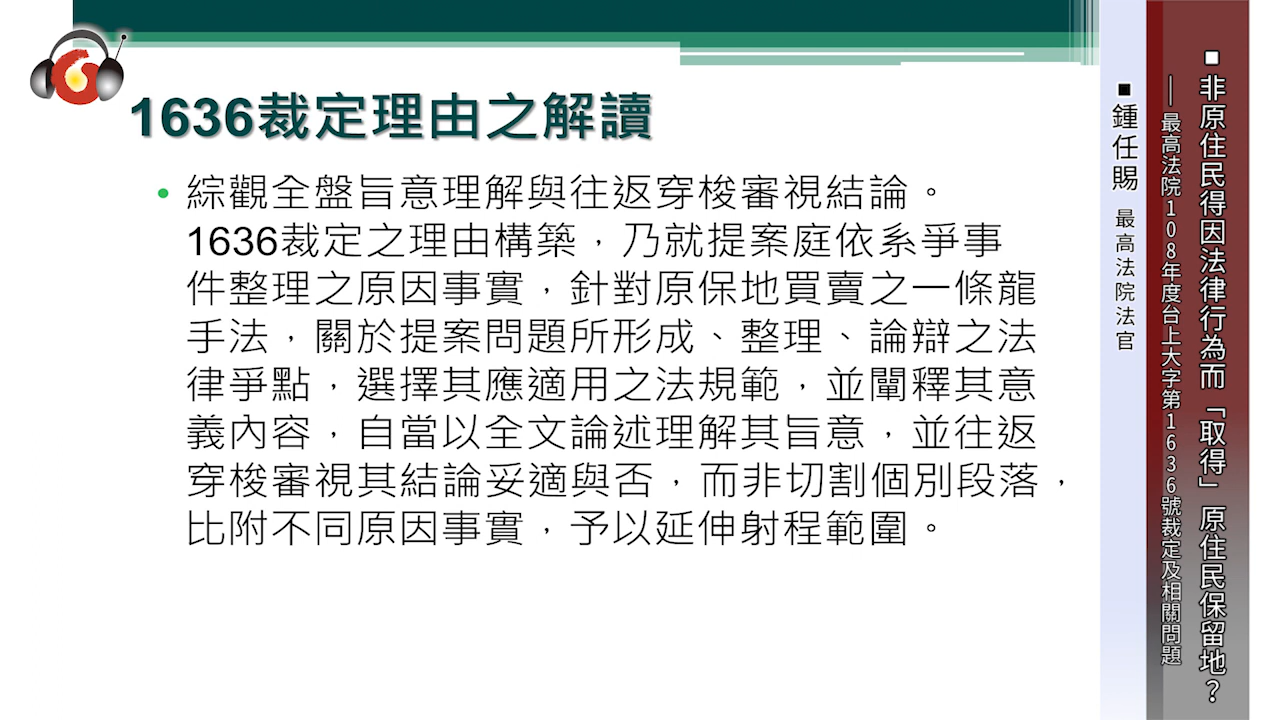 1636裁定理由之解讀
• 綜觀全盤旨意理解與往返穿梭審視結論。
1636裁定之理由構築，乃就提案庭依系爭事
件整理之原因事實，針對原保地買賣之一條龍
手法，關於提案問題所形成、整理、論辯之法
律爭點，選擇其應適用之法規範，並闡釋其意
義內容，自當以全文論述理解其旨意，並往返
穿梭審視其結論妥適與否，而非切割個別段落，
比附不同原因事實，予以延伸射程範圍。
■非原住民得因法律行為而「取得」原住民保留地？
—最高法院108年度台上大字第1636號裁定及相關問題
■鍾任賜 最高法院法官